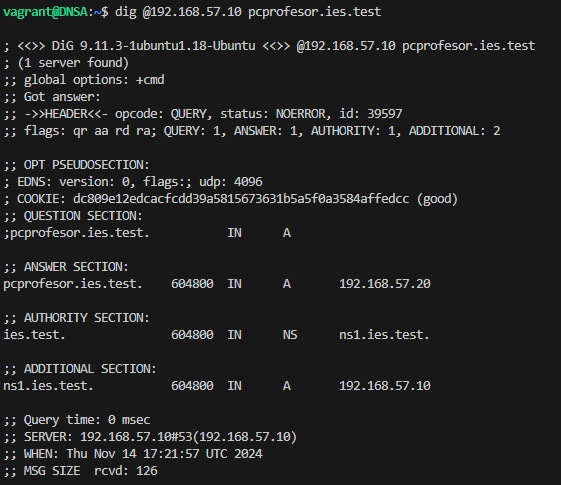 vagrant@DNSA:~$ dig @192.168.57.10 pcprofesor.ies.test

; <<>> DiG 9.11.3-1ubuntu1.18-Ubuntu <<>> @192.168.57.10 pcprofesor.ies.test
; (1 server found)
;; global options: +cmd
;; Got answer:
;; ->>HEADER<<- opcode: QUERY, status: NOERROR, id: 39597
;; flags: qr aa rd ra; QUERY: 1, ANSWER: 1, AUTHORITY: 1, ADDITIONAL: 2

;; OPT PSEUDOSECTION:
; EDNS: version: 0, flags:; udp: 4096
; COOKIE: dc809e12edcacfcdd39a5815673631b5a5f0a3584affedcc (good)
;; QUESTION SECTION:
;pcprofesor.ies.test. IN A

;; ANSWER SECTION:
pcprofesor.ies.test. 604800 IN A 192.168.57.20

;; AUTHORITY SECTION:
ies.test. 604800 IN NS ns1.ies.test.

;; ADDITIONAL SECTION:
ns1.ies.test. 604800 IN A 192.168.57.10

;; Query time: 0 msec
;; SERVER: 192.168.57.10#53(192.168.57.10)
;; WHEN: Thu Nov 14 17:21:57 UTC 2024
;; MSG SIZE rcvd: 126